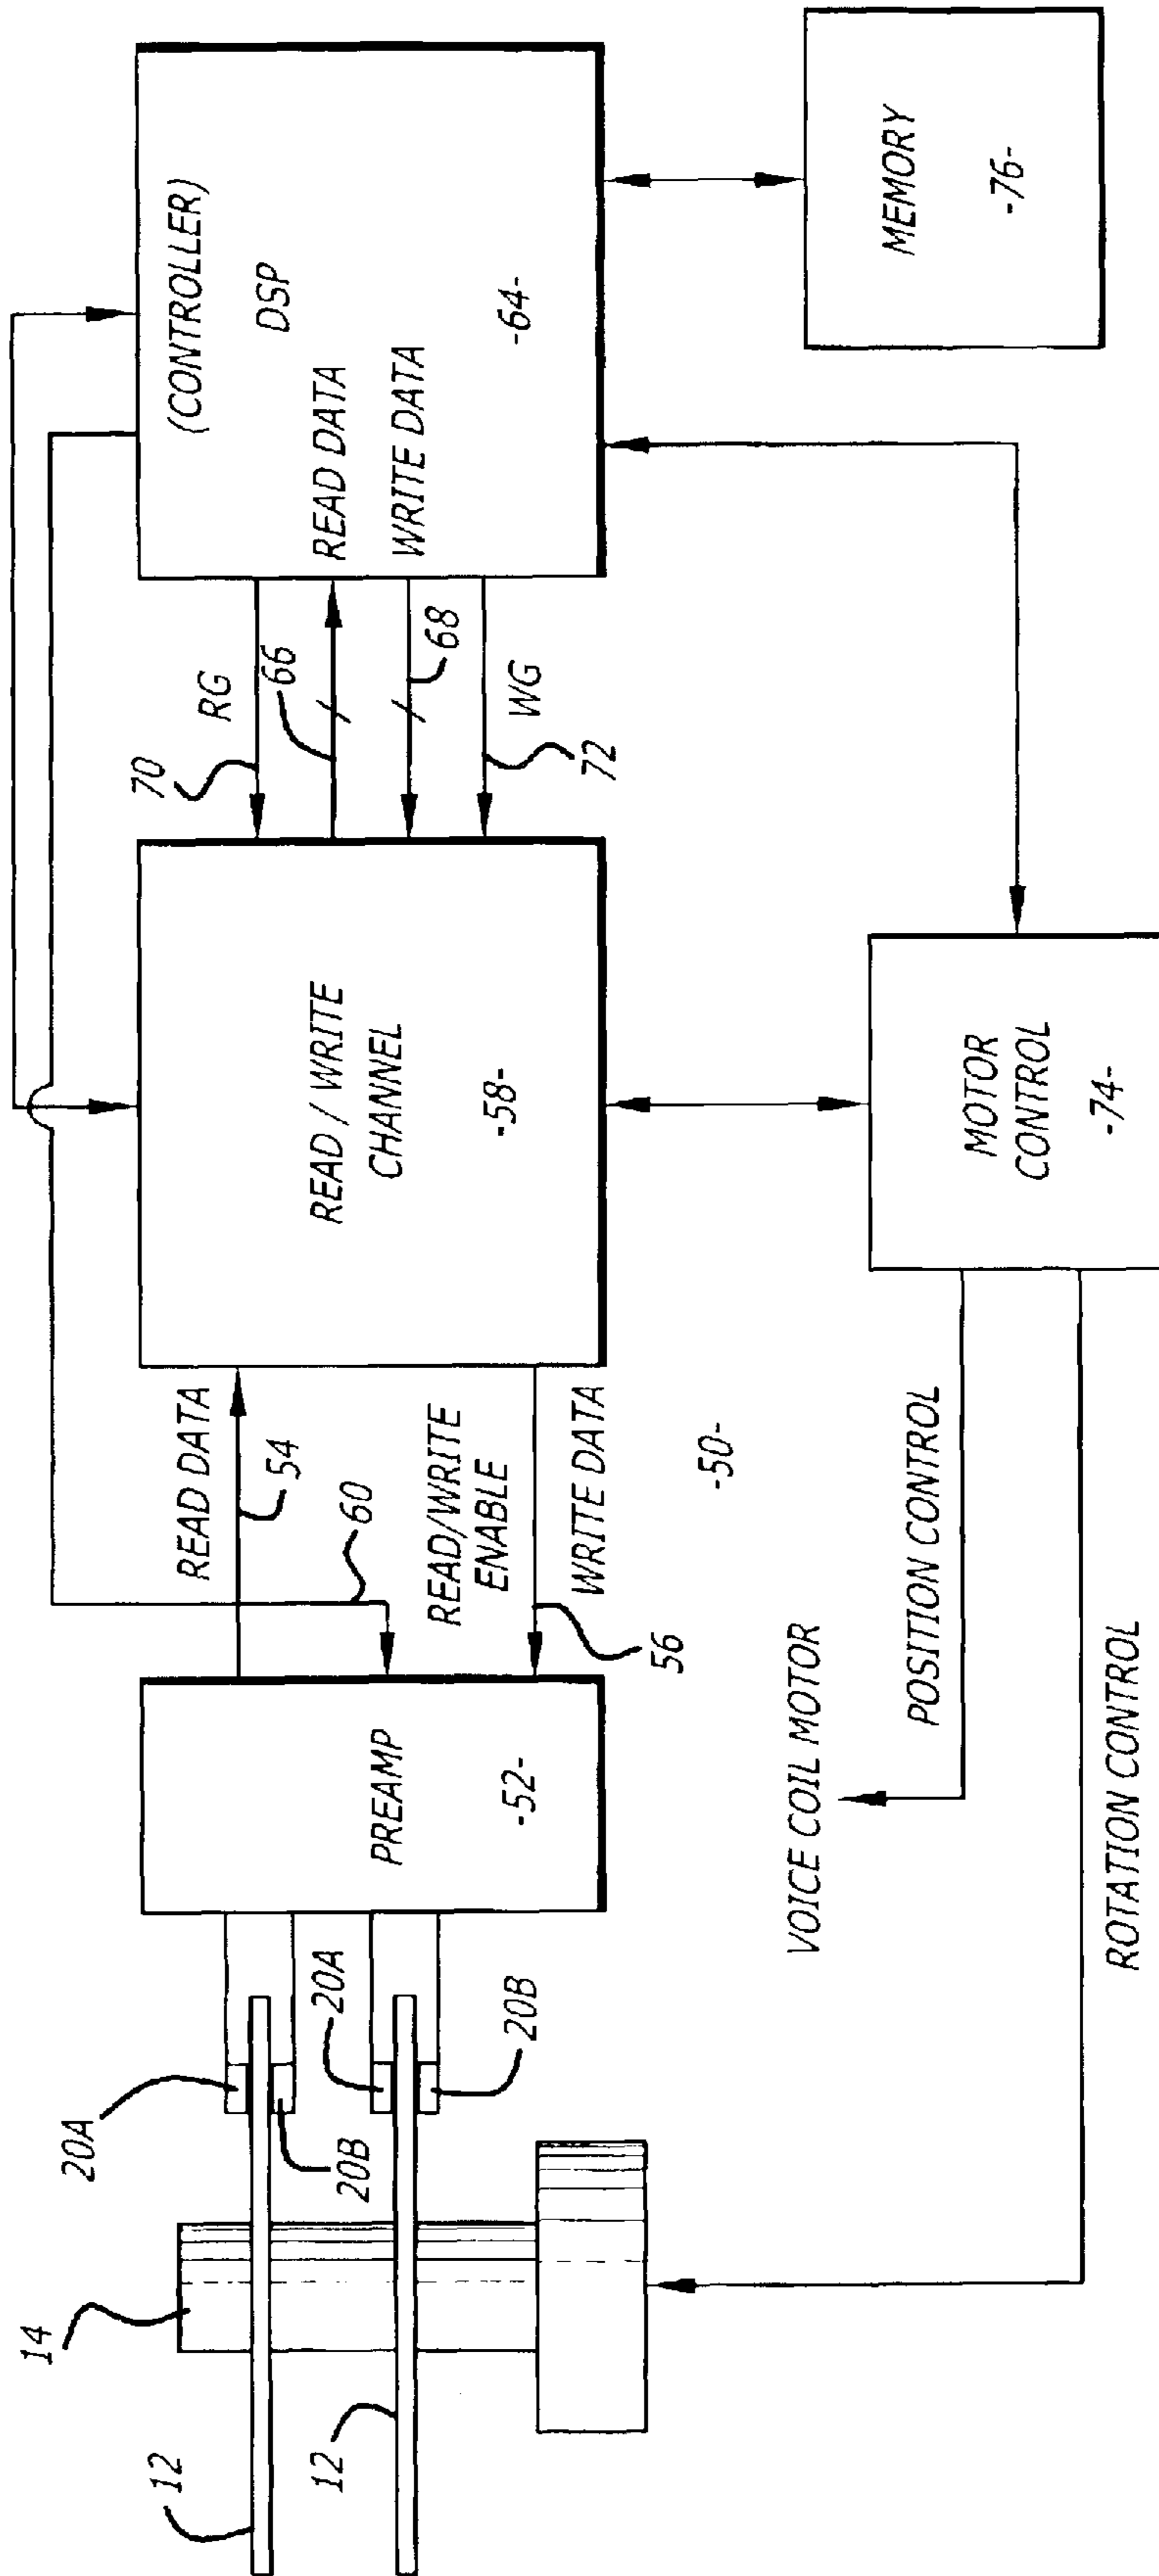 12
14
12
20A
20B
20A
20B
PREAMP
-52-
READ DATA
54
60
READ/WRITE
ENABLE
WRITE DATA
56
READ / WRITE
CHANNEL
-58-
70
RG
66
68
WG
72
(CONTROLLER)
DSP
READ DATA
WRITE DATA
-64-
MEMORY
-76-
MOTOR
CONTROL
-74-
-50-
VOICE COIL MOTOR
POSITION CONTROL
ROTATION CONTROL